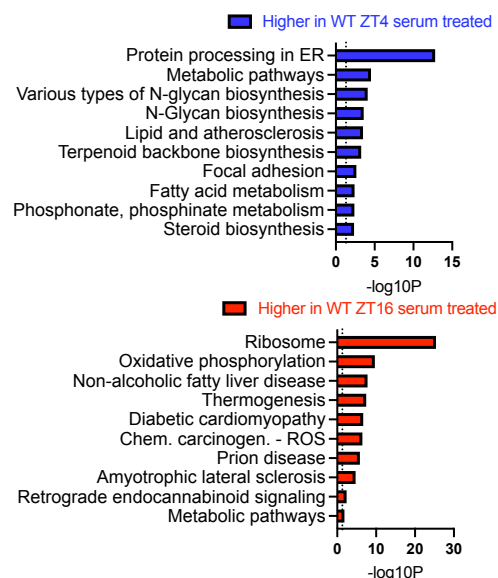 Higher in WT ZT4 serum treated
Protein processing in ER
Metabolic pathways
Various types of N-glycan biosynthesis
N-Glycan biosynthesis
Lipid and atherosclerosis
Terpenoid backbone biosynthesis
Focal adhesion
Fatty acid metabolism
Phosphonate, phosphinate metabolism
Steroid biosynthesis
0 5 10 15
-log10P
Higher in WT ZT16 serum treated
Ribosome
Oxidative phosphorylation
Non-alcoholic fatty liver disease
Thermogenesis
Diabetic cardiomyopathy
Chem. carcinogen. - ROS
Prion disease
Amyotrophic lateral sclerosis
Retrograde endocannabinoid signaling
Metabolic pathways
0 10 20 30
-log10P